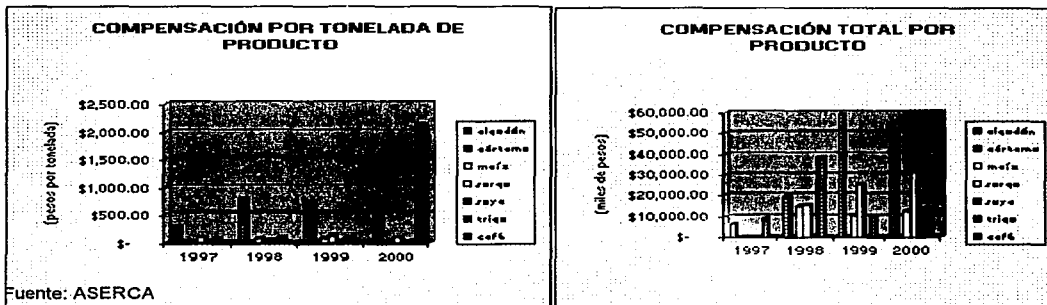 COMPENSACIÓN POR TONELADA DE
PRODUCTO
(pesos por tonelada)
$2,500.00
$2,000.00
$1,500.00
$1,000.00
$500.00
$-
1997 1998 1999 2000
algodón
cártamo
maíz
sorgo
soya
trigo
café
COMPENSACIÓN TOTAL POR
PRODUCTO
(miles de pesos)
$60,000.00
$50,000.00
$40,000.00
$30,000.00
$20,000.00
$10,000.00
$-
1997 1998 1999 2000
algodón
cártamo
maíz
sorgo
soya
trigo
café
Fuente: ASERCA